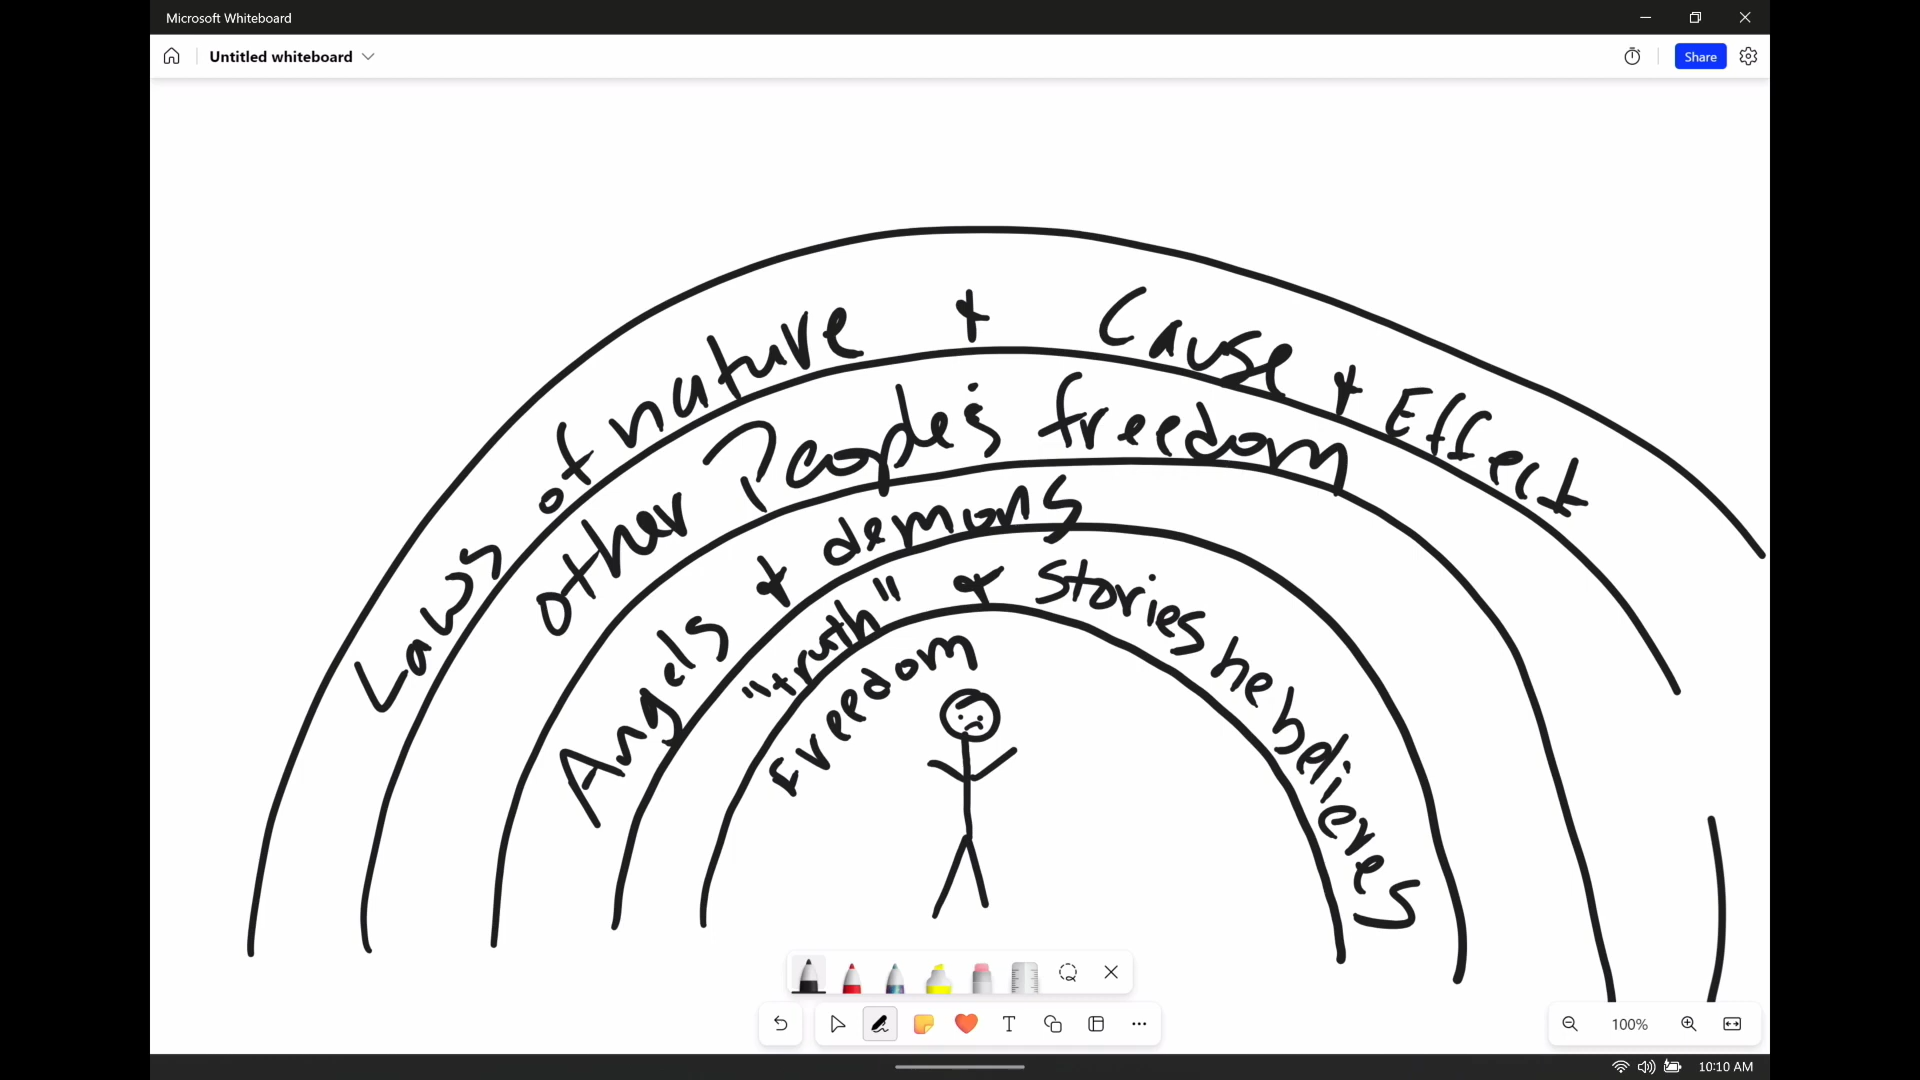 Microsoft Whiteboard
Untitled whiteboard
Share
Laws of nature & Cause & Effect
Other People's freedom
Angels & demons
"truth" & stories he believes
Freedom
100%
10:10 AM